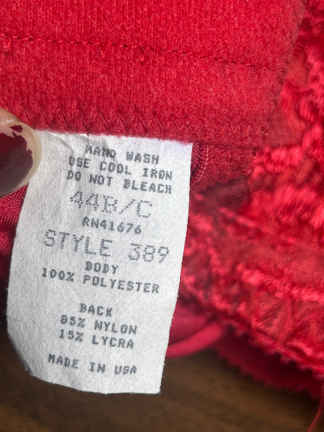 HAND WASH
USE COOL IRON
DO NOT BLEACH
44B/C
RN41676
STYLE 389
BODY
100% POLYESTER
BACK
85% NYLON
15% LYCRA
MADE IN USA